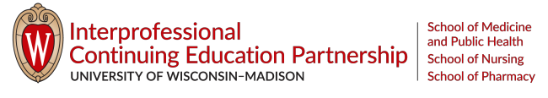 W
Interprofessional
Continuing Education Partnership
UNIVERSITY OF WISCONSIN–MADISON
School of Medicine
and Public Health
School of Nursing
School of Pharmacy